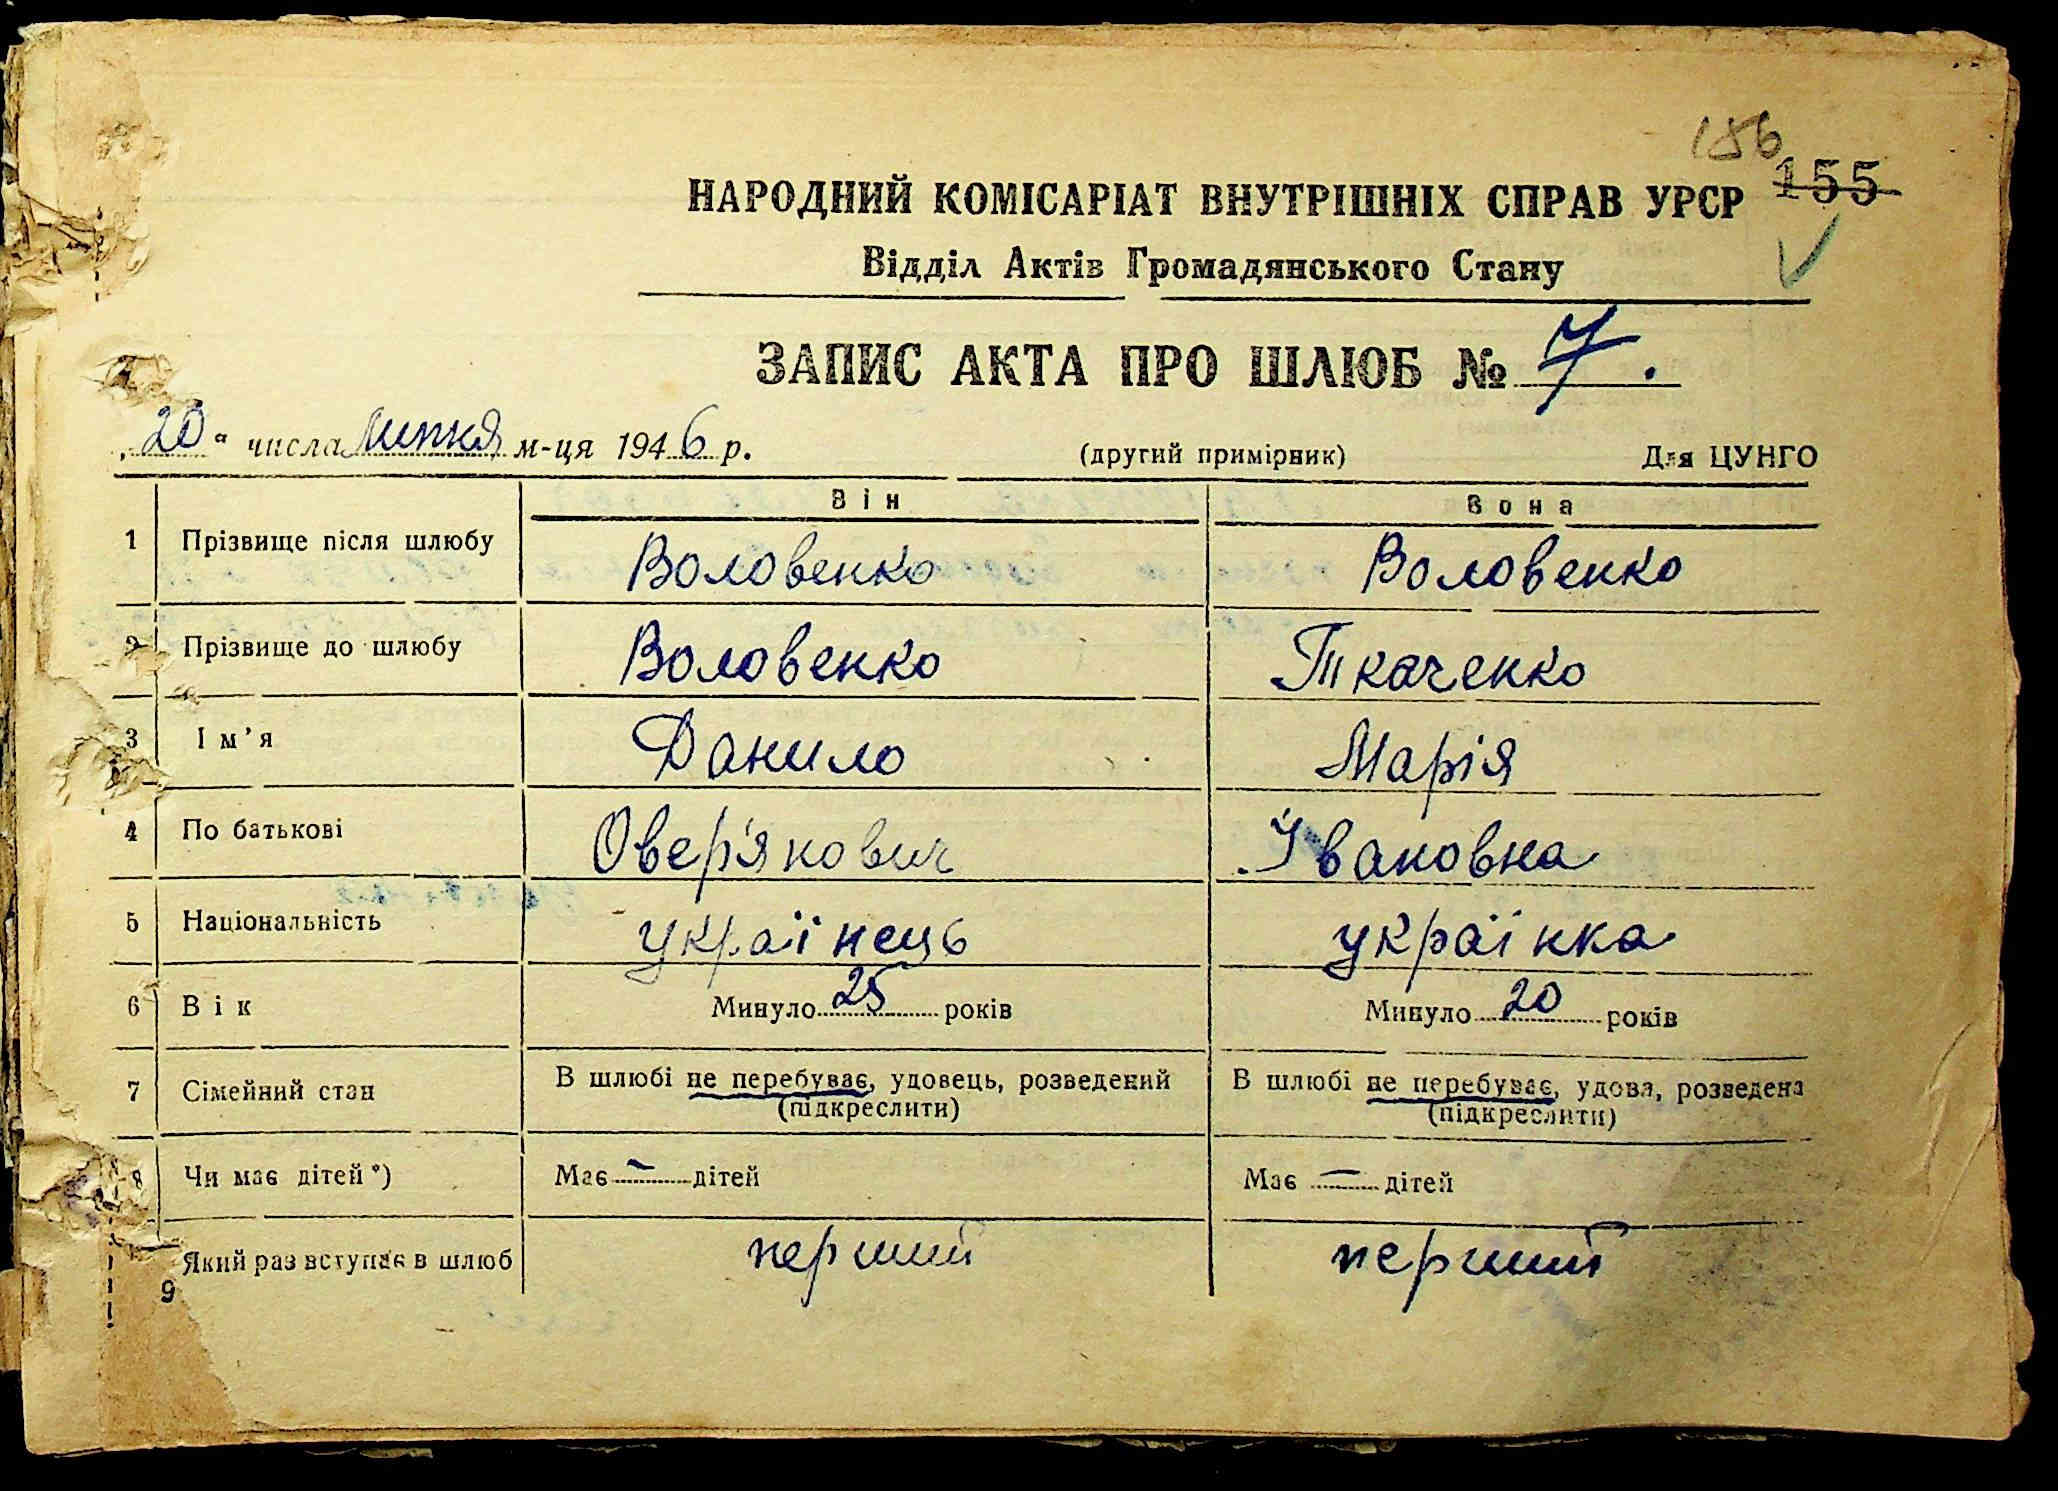 186
155
НАРОДНИЙ КОМІСАРІАТ ВНУТРІШНІХ СПРАВ УРСР
Відділ Актів Громадянського Стану
ЗАПИС АКТА ПРО ШЛЮБ № 7.
„20“ числа Липня м-ця 1946 р. (другий примірник) Для ЦУНГО
Він Вона
1 Прізвище після шлюбу Воловенко Воловенко
2 Прізвище до шлюбу Воловенко Ткаченко
3 Ім’я Данило Марія
4 По батькові Овер'якович Івановна
5 Національність українець українка
6 Вік Минуло 25 років Минуло 20 років
7 Сімейний стан В шлюбі не перебуває, удовець, розведений В шлюбі не перебуває, удова, розведена
(підкреслити) (підкреслити)
8 Чи має дітей*) Має — дітей Має — дітей
9 Який раз вступає в шлюб перший перший